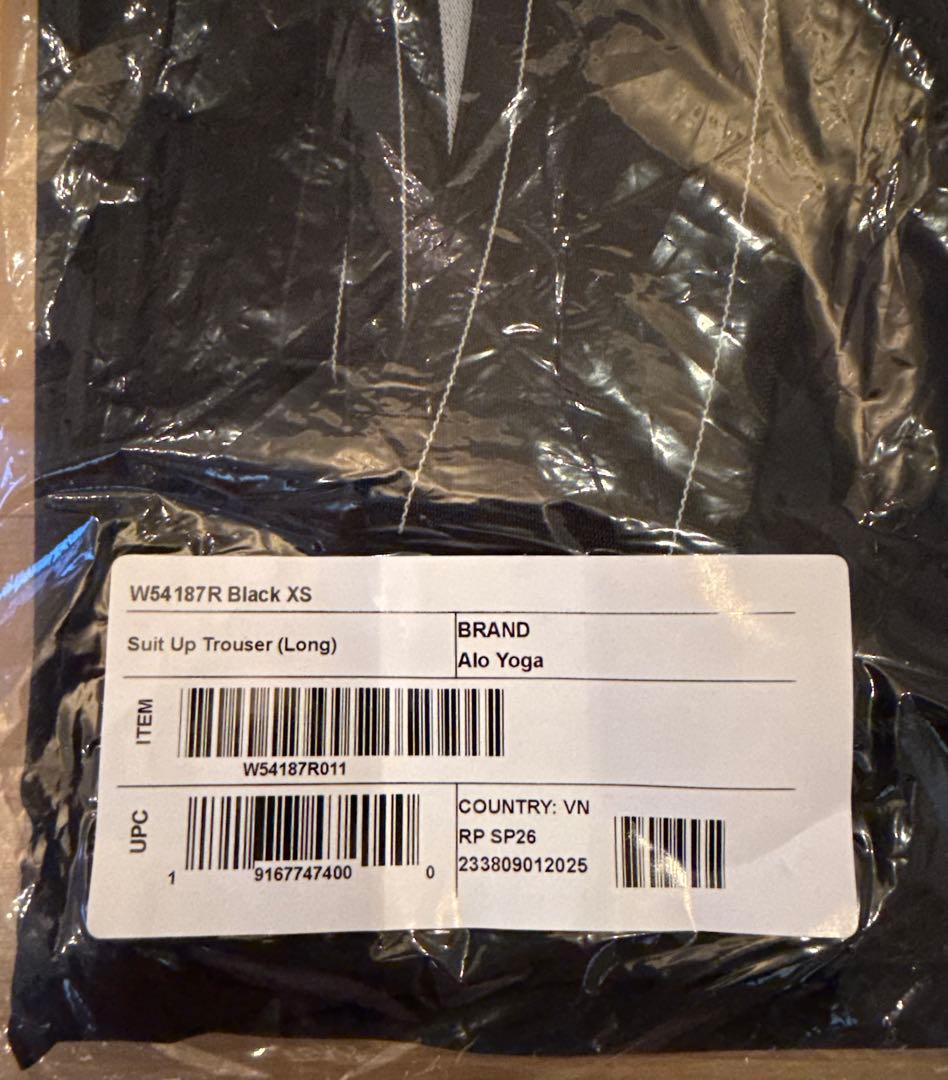 W54187R Black XS
Suit Up Trouser (Long)
BRAND
Alo Yoga
ITEM
W54187R011
UPC
1 9167747400 0
COUNTRY: VN
RP SP26
233809012025